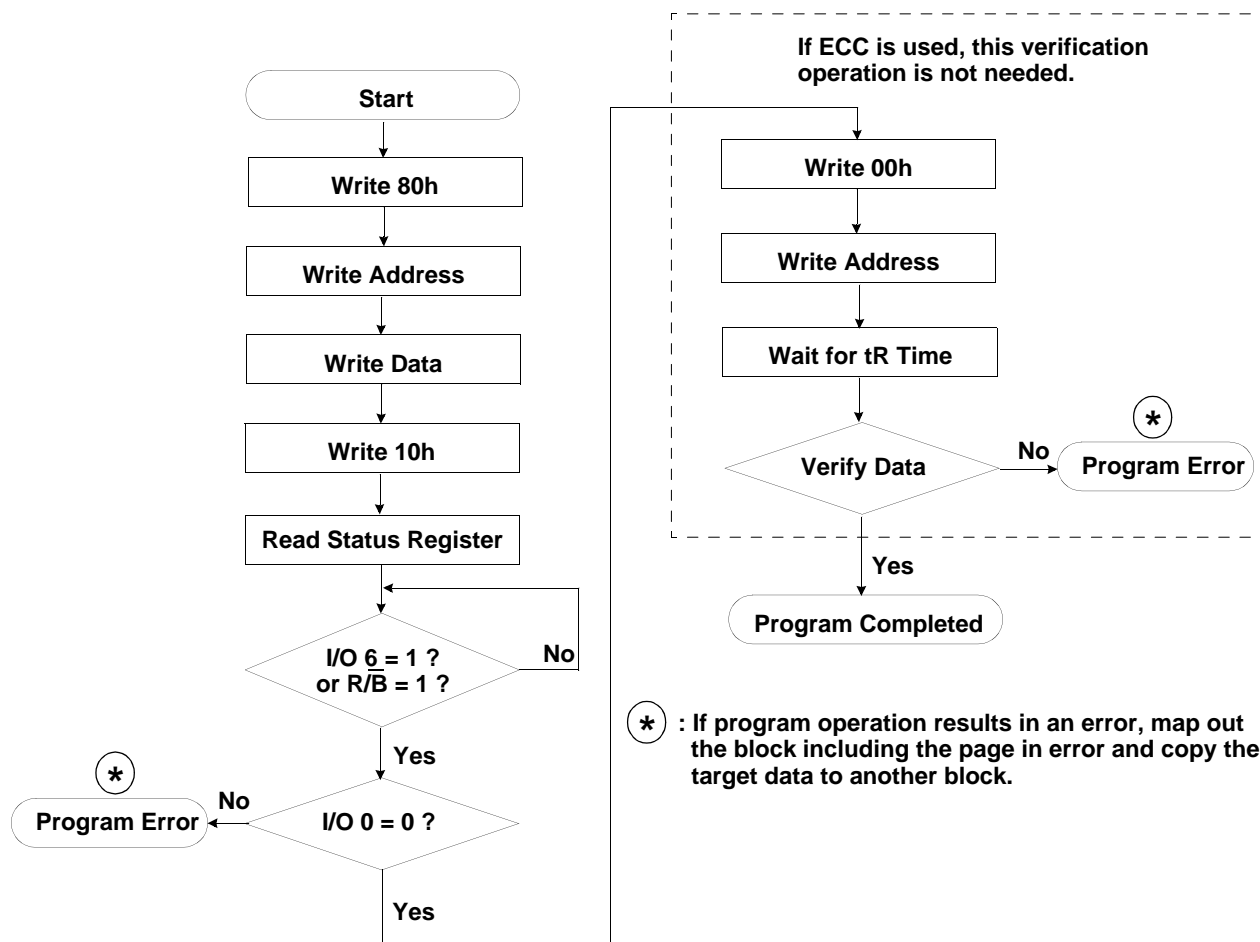 Start
Write 80h
Write Address
Write Data
Write 10h
Read Status Register
I/O 6 = 1 ?
or R/B̅ = 1 ?
No
Yes
*
No
Program Error
I/O 0 = 0 ?
Yes
If ECC is used, this verification
operation is not needed.
Write 00h
Write Address
Wait for tR Time
Verify Data
No
*
Program Error
Yes
Program Completed
* : If program operation results in an error, map out
the block including the page in error and copy the
target data to another block.